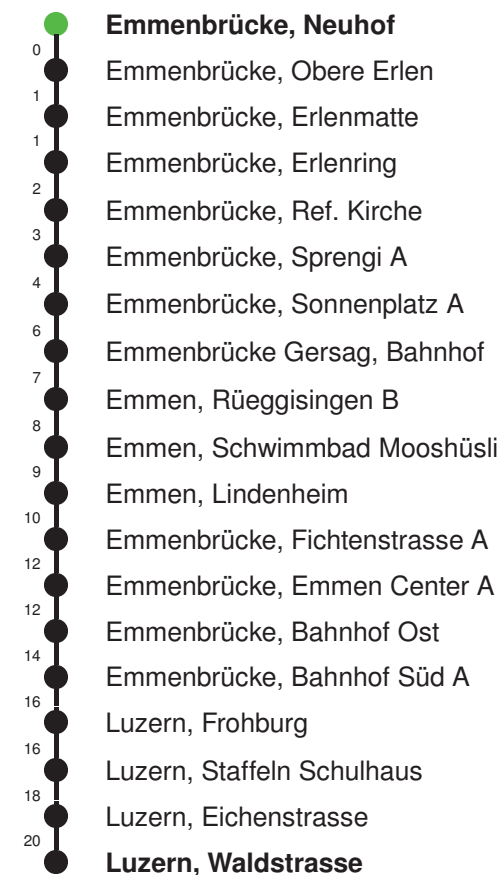 Emmenbrücke, Neuhof
0
Emmenbrücke, Obere Erlen
1
Emmenbrücke, Erlenmatte
1
Emmenbrücke, Erlenring
2
Emmenbrücke, Ref. Kirche
3
Emmenbrücke, Sprengi A
4
Emmenbrücke, Sonnenplatz A
6
Emmenbrücke Gersag, Bahnhof
7
Emmen, Rüeggisingen B
8
Emmen, Schwimmbad Mooshüsli
9
Emmen, Lindenheim
10
Emmenbrücke, Fichtenstrasse A
12
Emmenbrücke, Emmen Center A
12
Emmenbrücke, Bahnhof Ost
14
Emmenbrücke, Bahnhof Süd A
16
Luzern, Frohburg
16
Luzern, Staffeln Schulhaus
18
Luzern, Eichenstrasse
20
Luzern, Waldstrasse